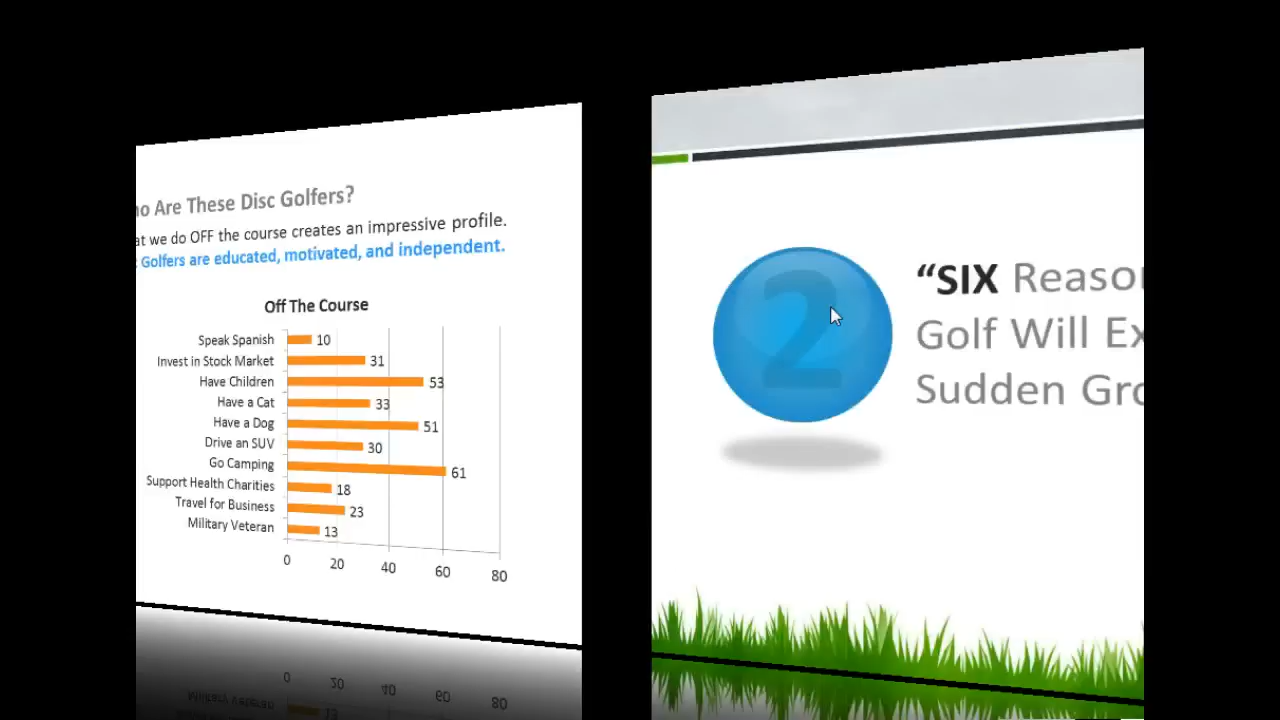 ho Are These Disc Golfers?
at we do OFF the course creates an impressive profile.
: Golfers are educated, motivated, and independent.
Off The Course
Speak Spanish 10
Invest in Stock Market 31
Have Children 53
Have a Cat 33
Have a Dog 51
Drive an SUV 30
Go Camping 61
Support Health Charities 18
Travel for Business 23
Military Veteran 13
0 20 40 60 80
2
“SIX Reaso
Golf Will Ex
Sudden Gro